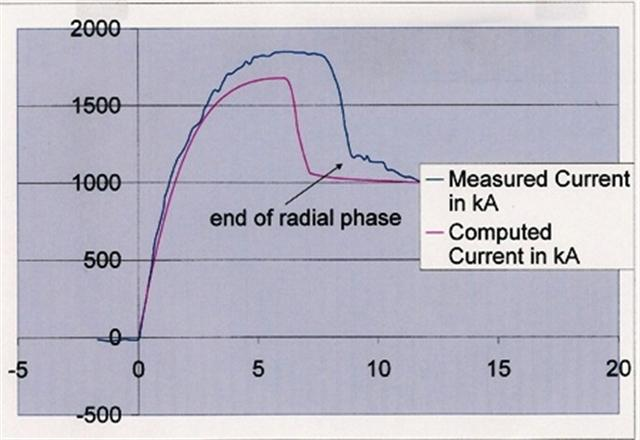 2000
1500
1000
500
0
-500
-5
0
5
10
15
20
end of radial phase
Measured Current
in kA
Computed
Current in kA